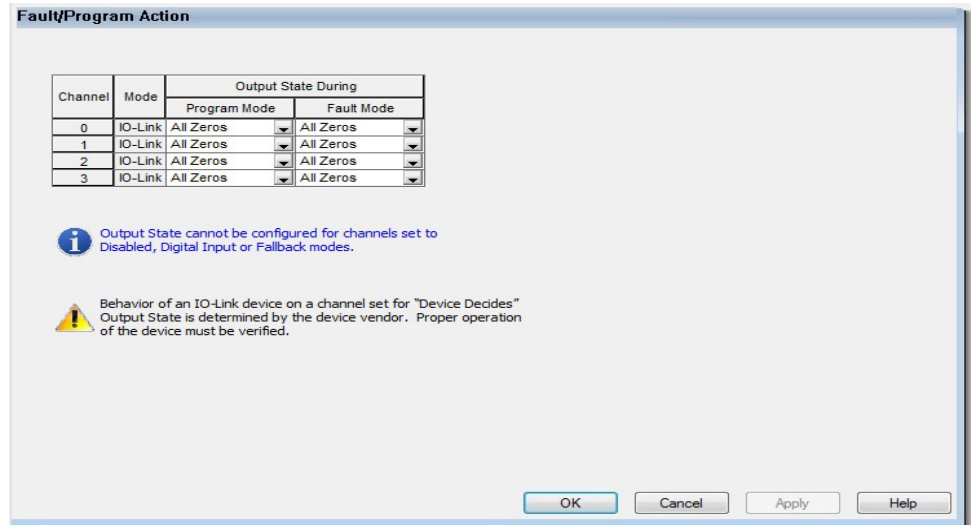 Fault/Program Action
Channel Mode Output State During
Program Mode Fault Mode
0 IO-Link All Zeros All Zeros
1 IO-Link All Zeros All Zeros
2 IO-Link All Zeros All Zeros
3 IO-Link All Zeros All Zeros
Output State cannot be configured for channels set to
Disabled, Digital Input or Fallback modes.
Behavior of an IO-Link device on a channel set for "Device Decides"
Output State is determined by the device vendor. Proper operation
of the device must be verified.
OK Cancel Apply Help